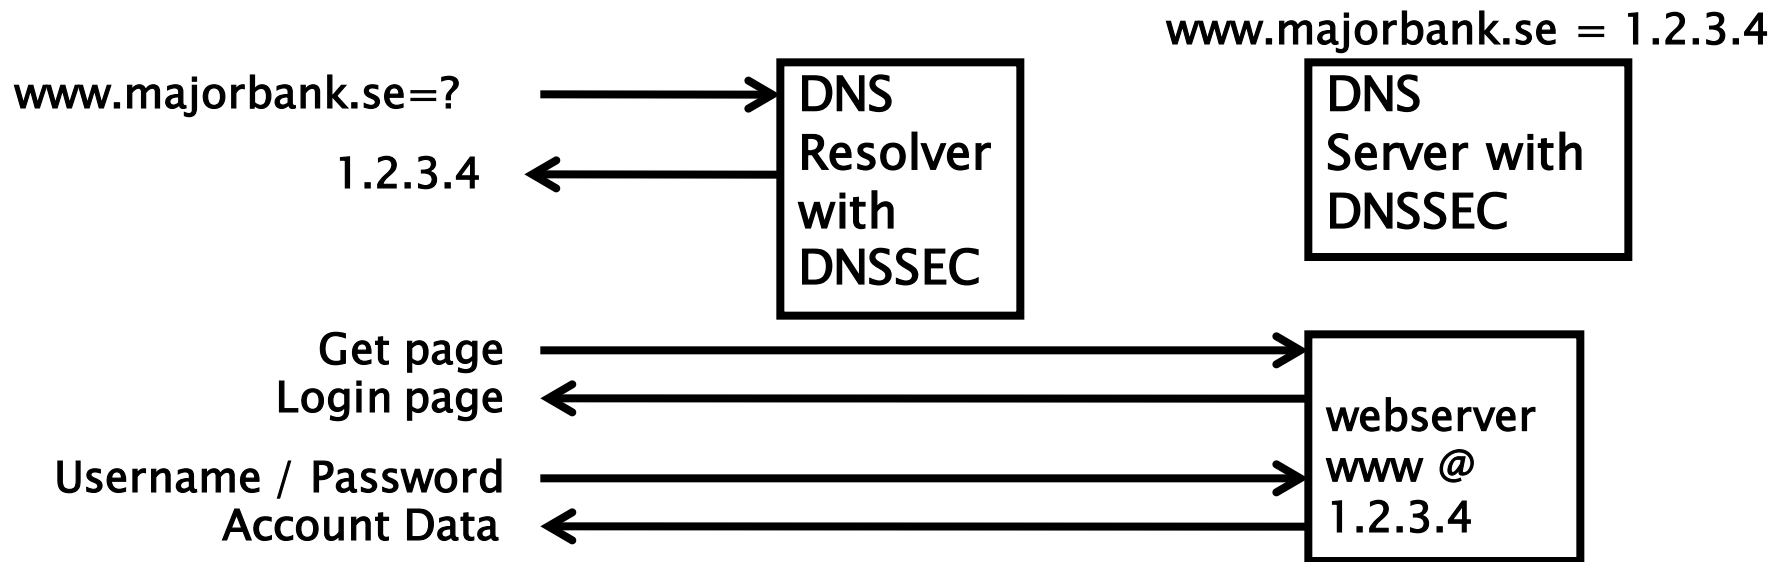 www.majorbank.se = 1.2.3.4
www.majorbank.se=?
1.2.3.4
DNS
Resolver
with
DNSSEC
DNS
Server with
DNSSEC
Get page
Login page
Username / Password
Account Data
webserver
www @
1.2.3.4